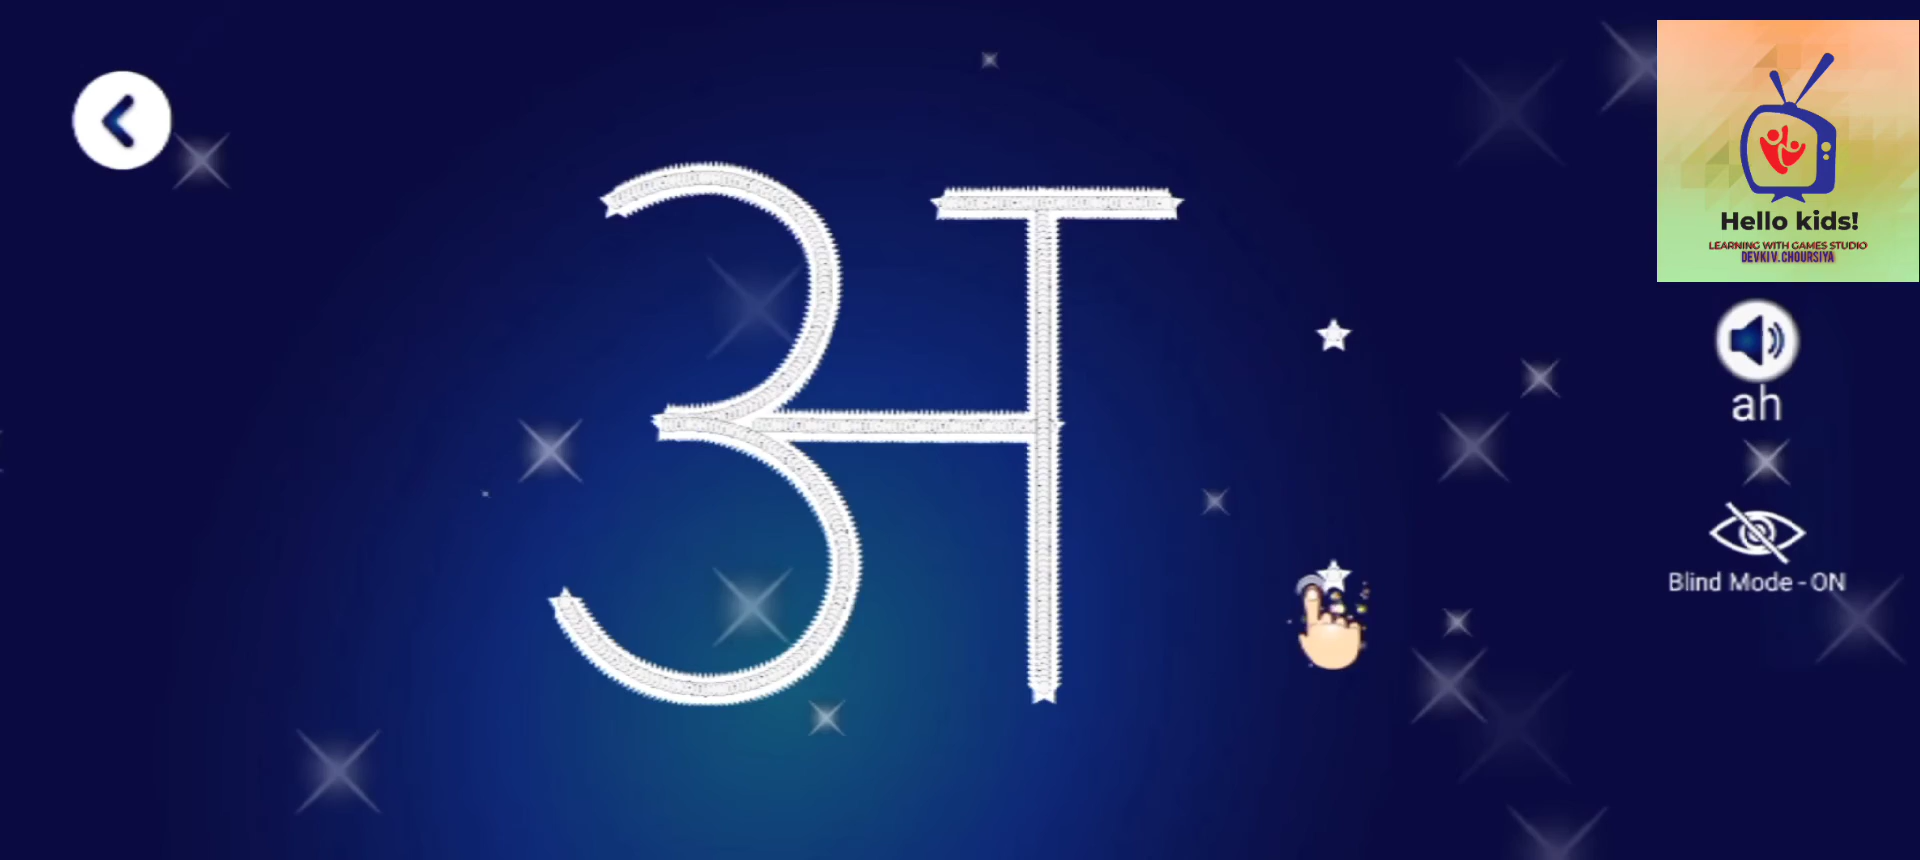 अः
Hello kids!
LEARNING WITH GAMES STUDIO
DEVKI V. CHOURSIYA
ah
Blind Mode - ON